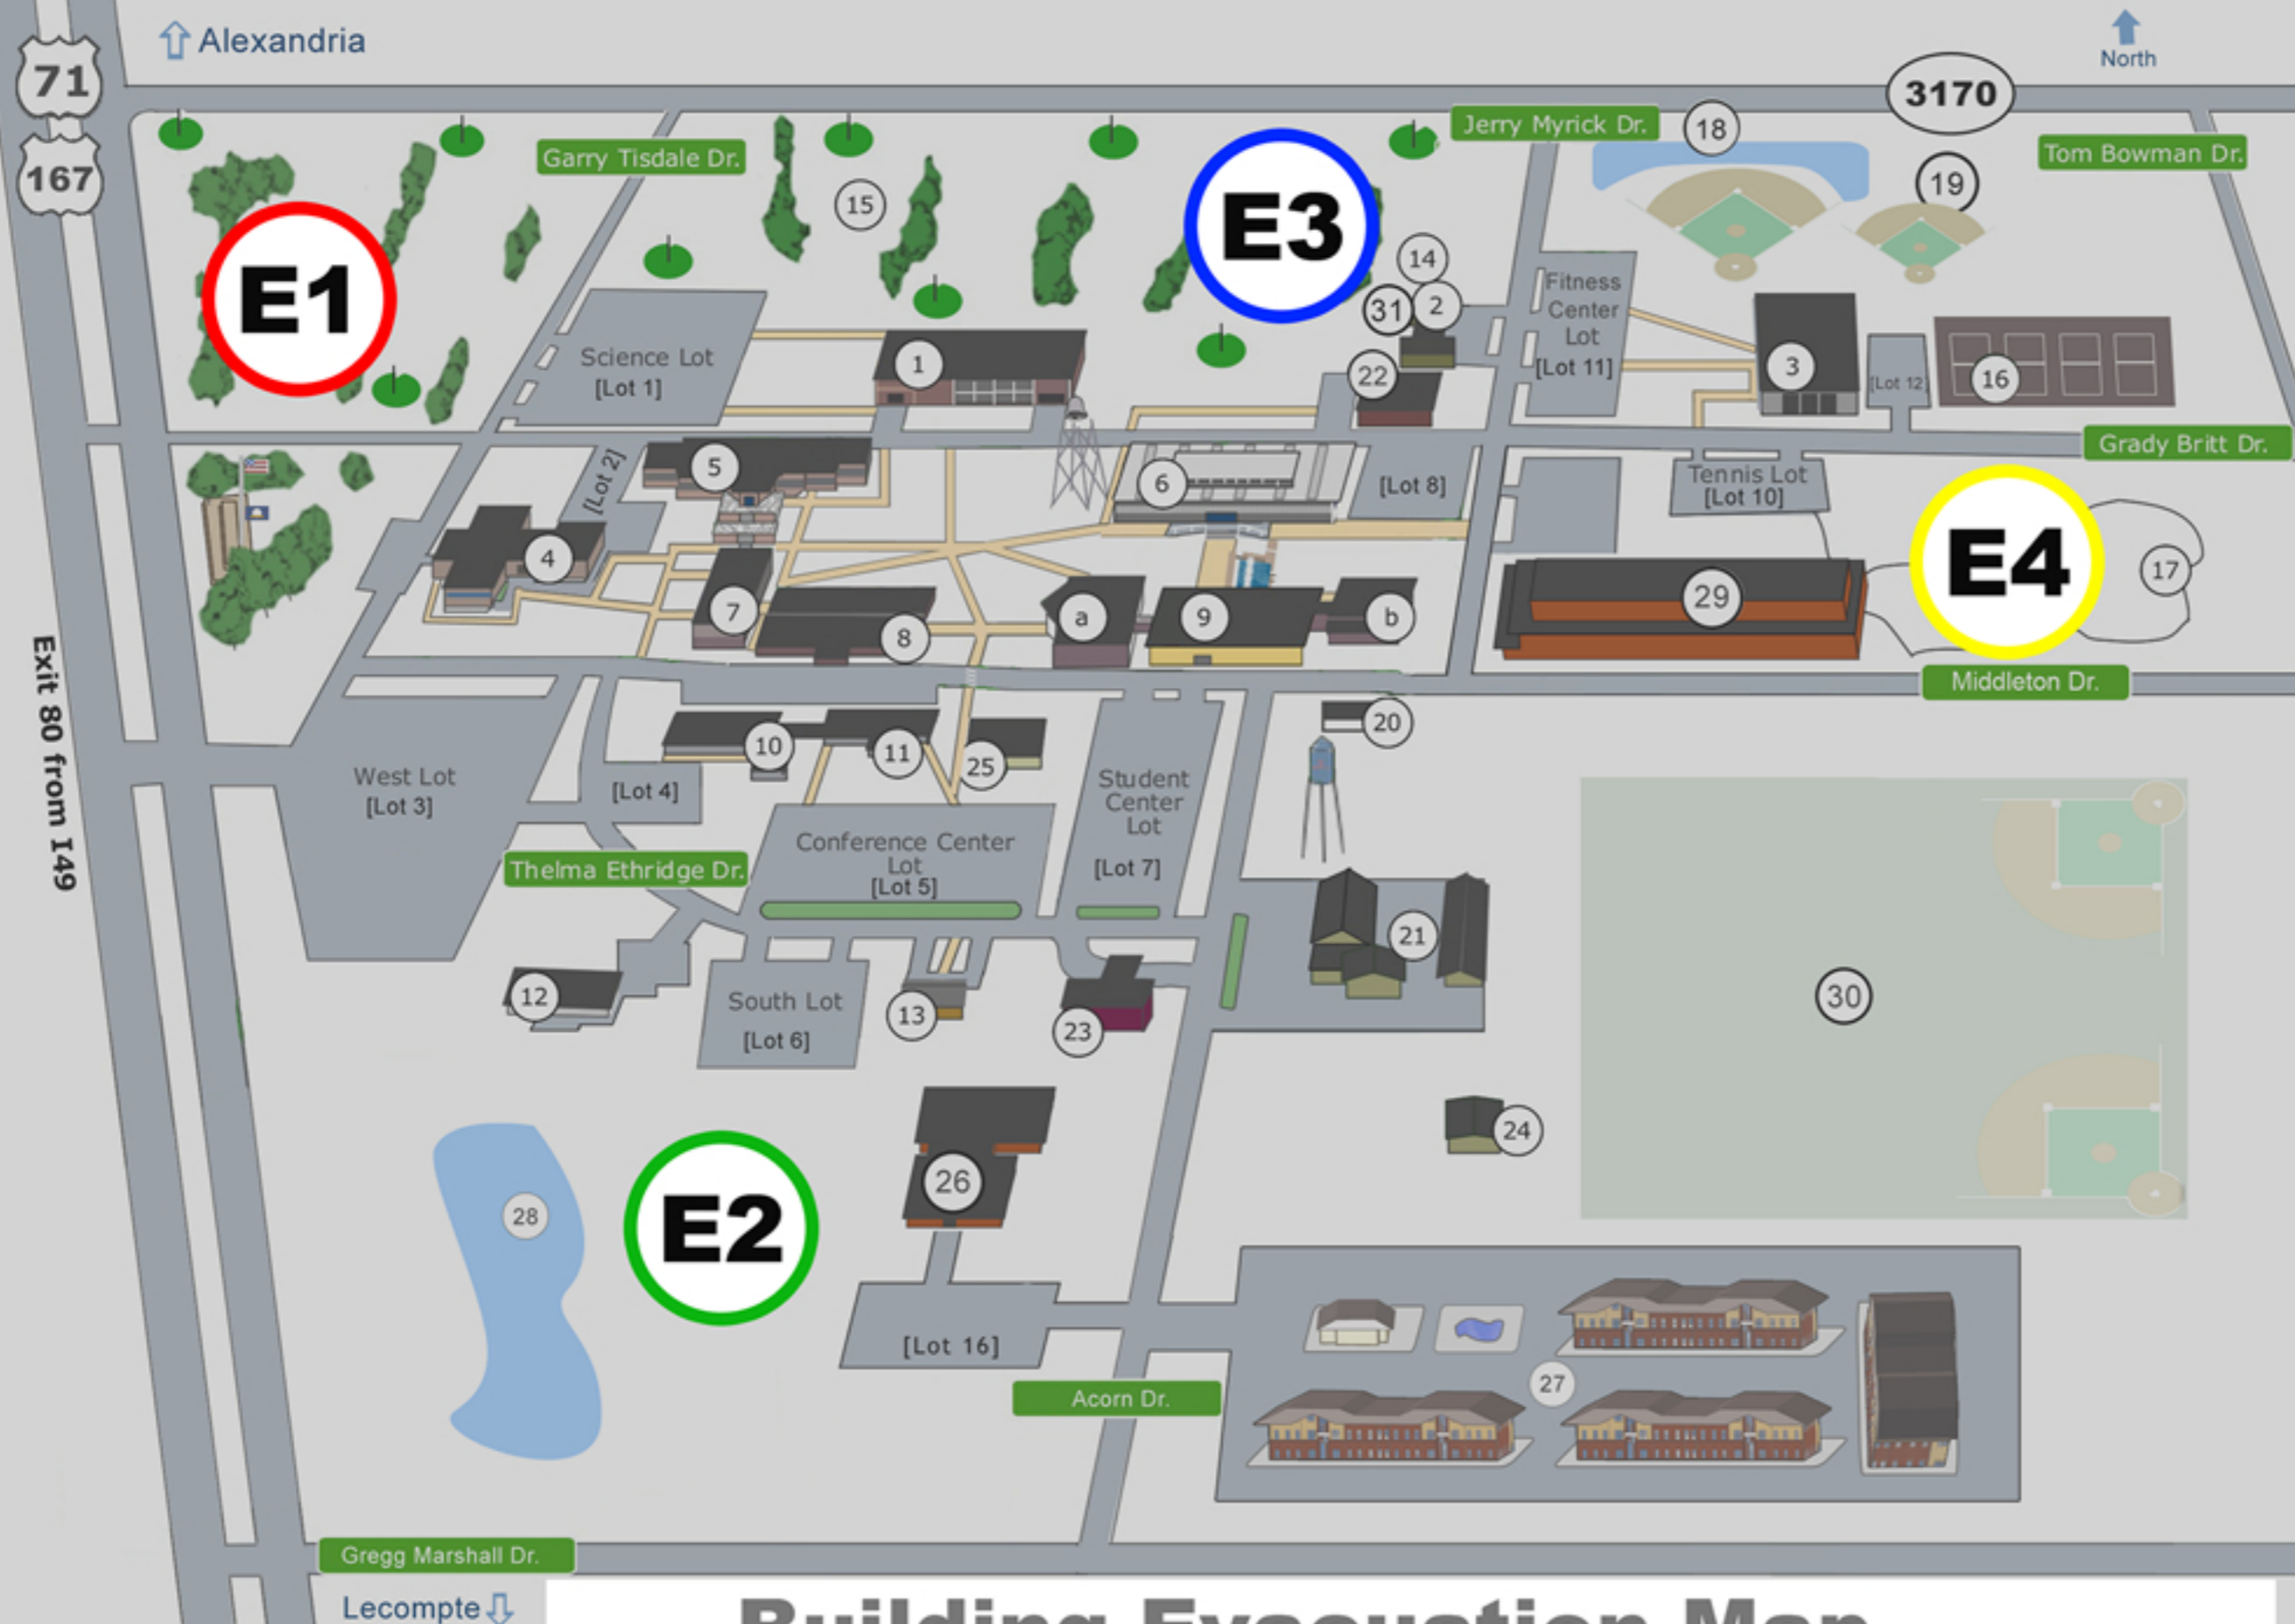 Alexandria
North
71
3170
Jerry Myrick Dr.
18
Garry Tisdale Dr.
Tom Bowman Dr.
167
19
15
E3
E1
14
31
2
Fitness
Center
Lot
[Lot 11]
Science Lot
[Lot 1]
1
22
3
[Lot 12]
16
Grady Britt Dr.
5
[Lot 2]
6
[Lot 8]
Tennis Lot
[Lot 10]
4
E4
17
7
8
a
9
b
29
Middleton Dr.
Exit 80 from I49
20
10
11
25
West Lot
[Lot 3]
[Lot 4]
Student
Center
Lot
[Lot 7]
Conference Center
Lot
[Lot 5]
Thelma Ethridge Dr.
21
12
South Lot
[Lot 6]
13
23
30
24
26
28
E2
[Lot 16]
27
Acorn Dr.
Gregg Marshall Dr.
Lecompte
Building Evacuation Map